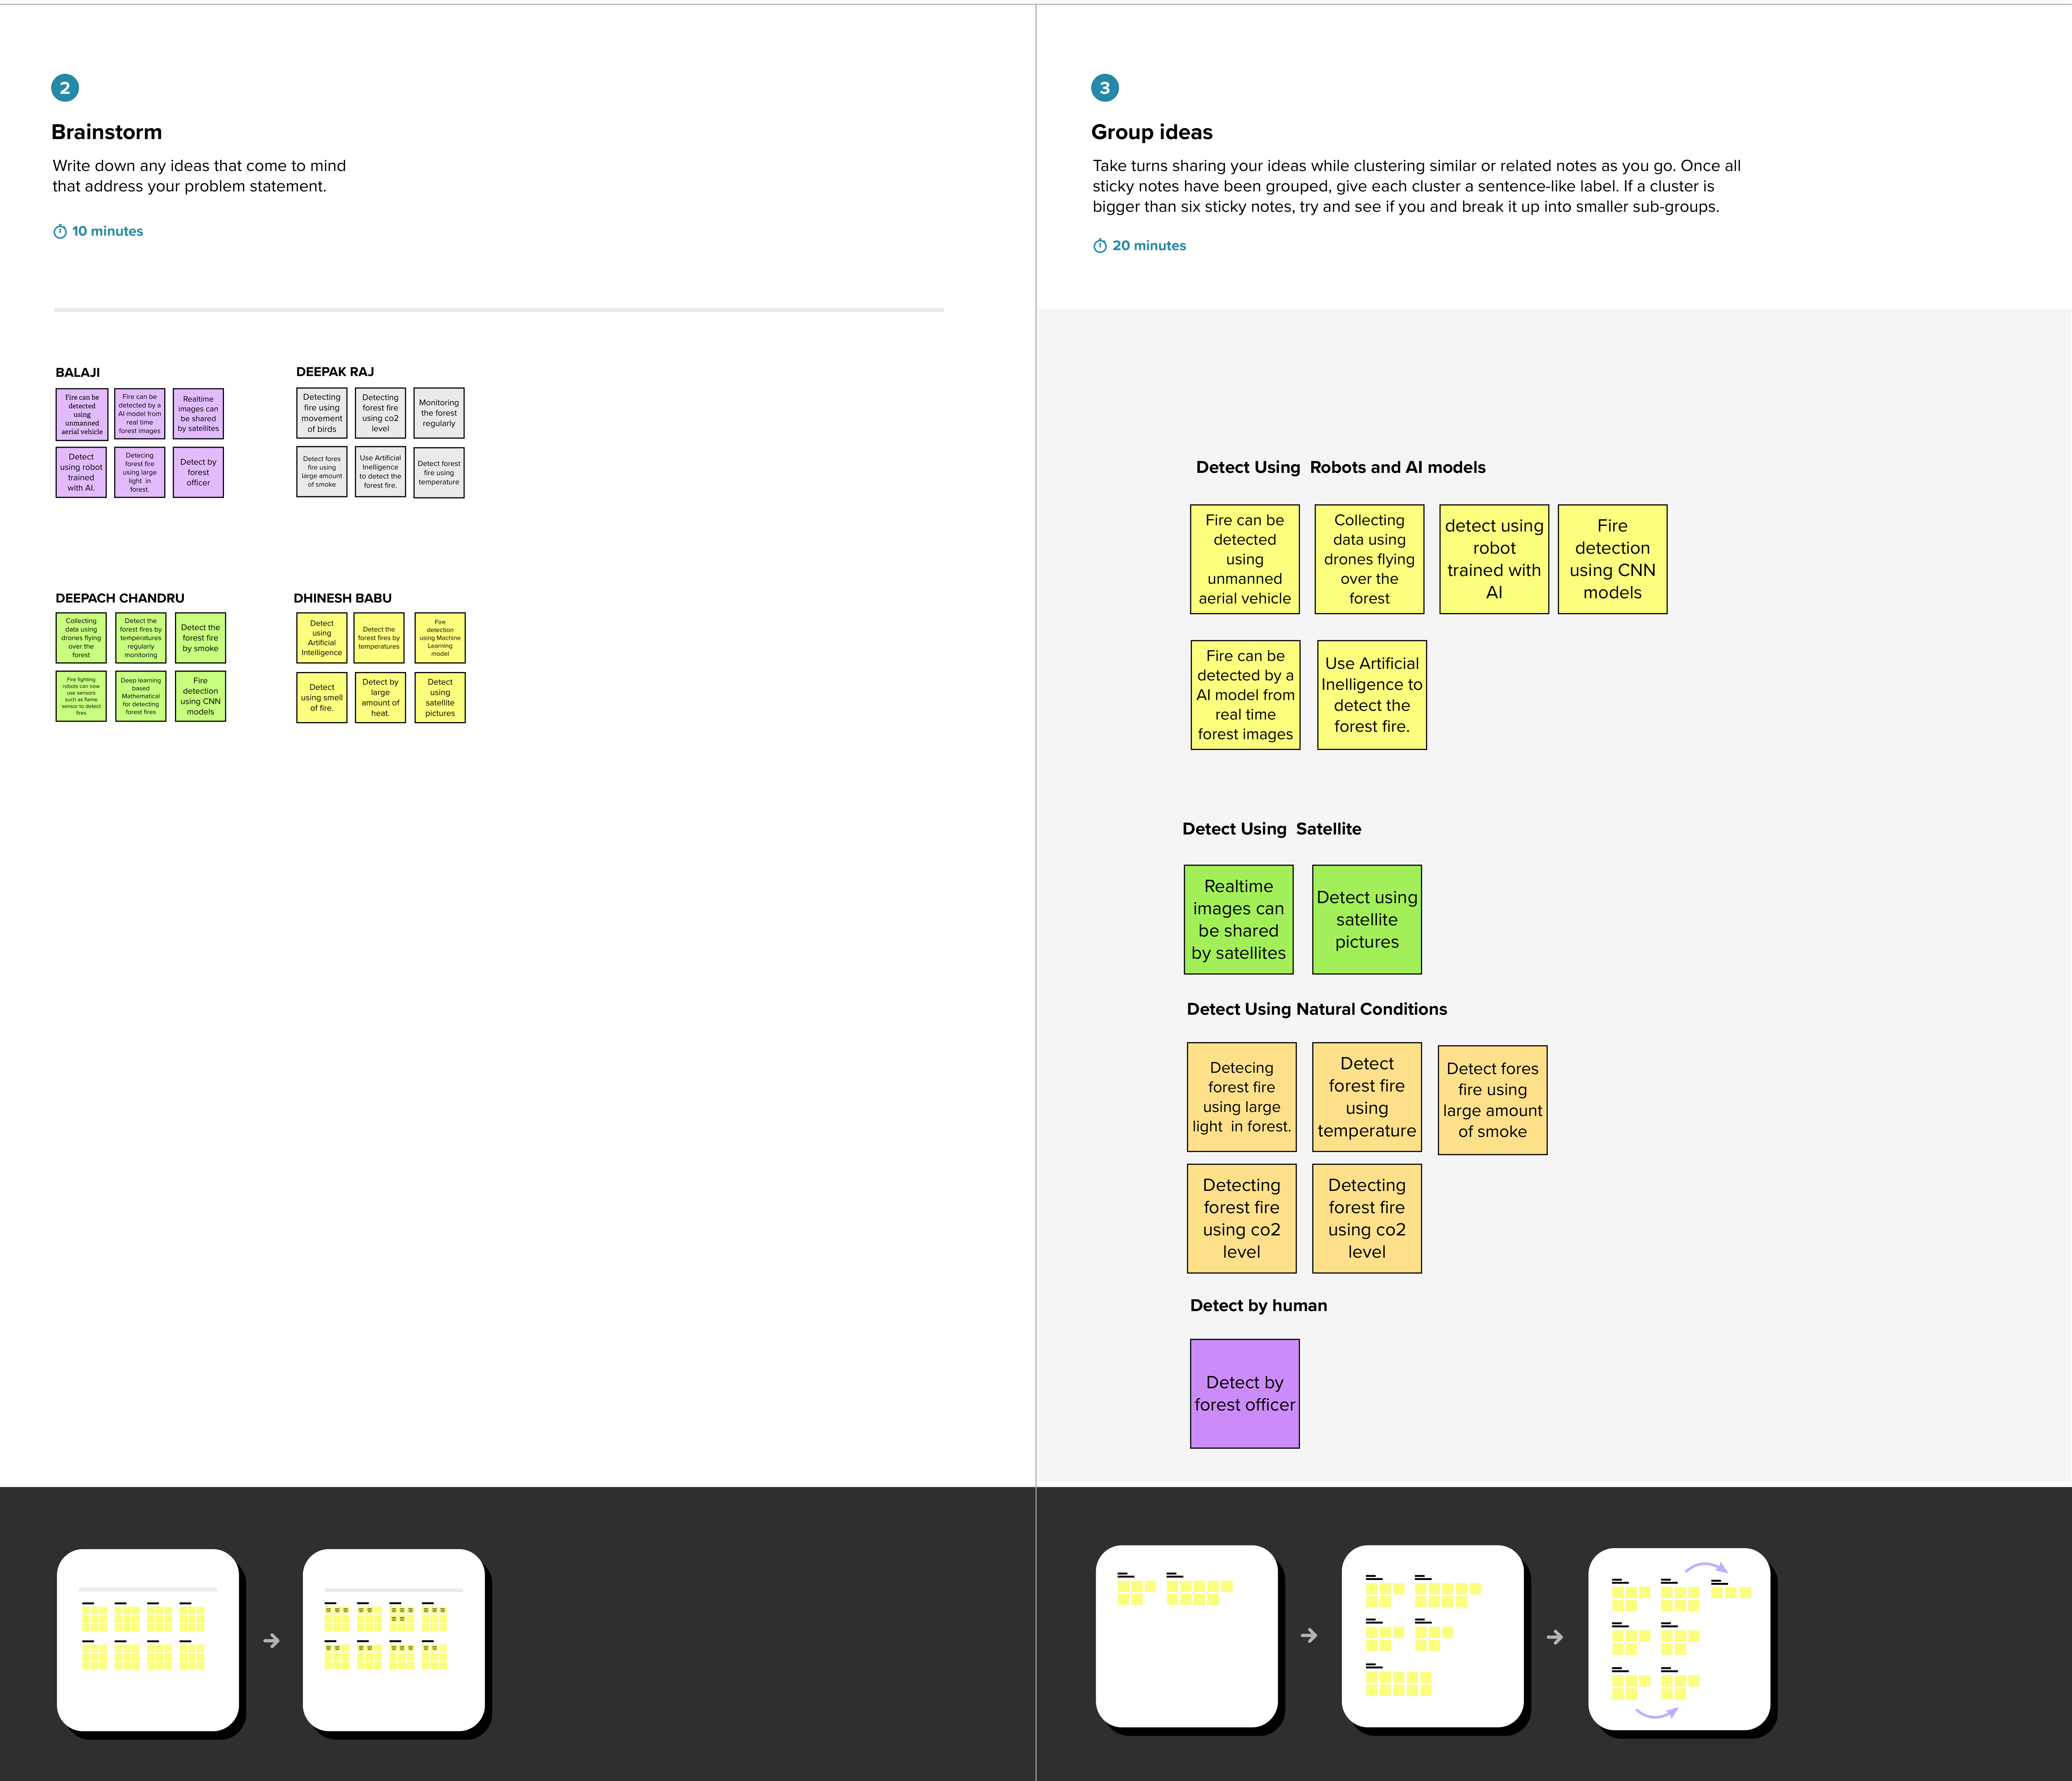 2
Brainstorm
Write down any ideas that come to mind
that address your problem statement.
10 minutes
BALAJI
Fire can be
detected
using
unmanned
aerial vehicle
Fire can be
detected by a
AI model from
real time
forest images
Realtime
images can
be shared
by satellites
Detect
using robot
trained
with AI.
Detecing
forest fire
using large
light in
forest.
Detect by
forest
officer
DEEPAK RAJ
Detecting
fire using
movement
of birds
Detecting
forest fire
using co2
level
Monitoring
the forest
regularly
Detect fores
fire using
large amount
of smoke
Use Artificial
Inelligence
to detect the
forest fire.
Detect forest
fire using
temperature
DEEPACH CHANDRU
Collecting
data using
drones flying
over the
forest
Detect the
forest fires by
temperatures
regularly
monitoring
Detect the
forest fire
by smoke
Fire fighting
robots can now
use sensors
such as flame
sensor to detect
fires
Deep learning
based
Mathematical
for detecting
forest fires
Fire
detection
using CNN
models
DHINESH BABU
Detect
using
Artificial
Intelligence
Detect the
forest fires by
temperatures
Fire
detection
using Machine
Learning
model
Detect
using smell
of fire.
Detect by
large
amount of
heat.
Detect
using
satellite
pictures
3
Group ideas
Take turns sharing your ideas while clustering similar or related notes as you go. Once all
sticky notes have been grouped, give each cluster a sentence-like label. If a cluster is
bigger than six sticky notes, try and see if you and break it up into smaller sub-groups.
20 minutes
Detect Using Robots and AI models
Fire can be
detected
using
unmanned
aerial vehicle
Collecting
data using
drones flying
over the
forest
detect using
robot
trained with
AI
Fire
detection
using CNN
models
Fire can be
detected by a
AI model from
real time
forest images
Use Artificial
Inelligence to
detect the
forest fire.
Detect Using Satellite
Realtime
images can
be shared
by satellites
Detect using
satellite
pictures
Detect Using Natural Conditions
Detecing
forest fire
using large
light in forest.
Detect
forest fire
using
temperature
Detect fores
fire using
large amount
of smoke
Detecting
forest fire
using co2
level
Detecting
forest fire
using co2
level
Detect by human
Detect by
forest officer